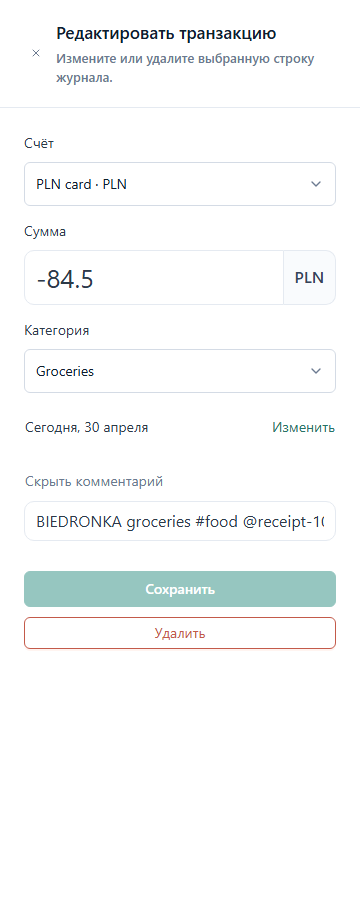 Редактировать транзакцию
Измените или удалите выбранную строку
журнала.
Счёт
PLN card · PLN
Сумма
-84.5
PLN
Категория
Groceries
Сегодня, 30 апреля
Изменить
Скрыть комментарий
BIEDRONKA groceries #food @receipt-10
Сохранить
Удалить